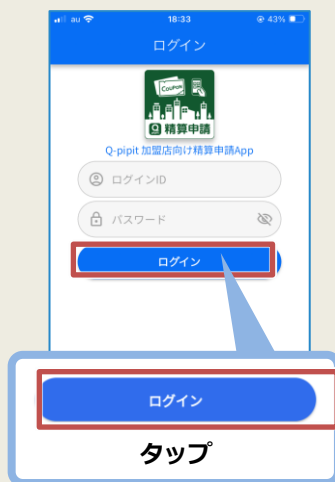 au 18:33 43%
ログイン
Coupon
Q 精算申請
Q-pipit 加盟店向け精算申請App
ログインID
パスワード
ログイン
ログイン
タップ